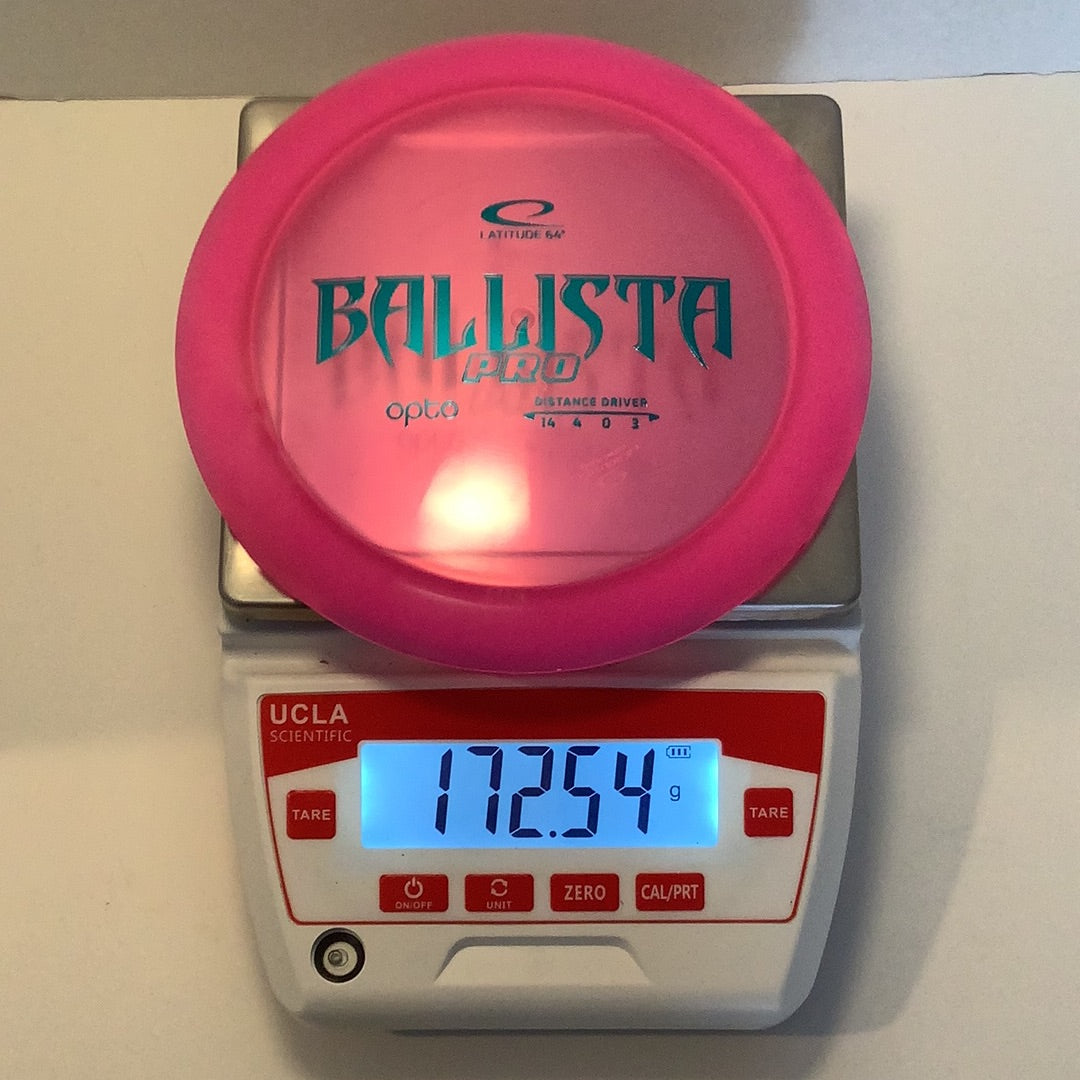 LATITUDE 64°
BALLISTA
PRO
opto
DISTANCE DRIVER
14 4 0 3
UCLA
SCIENTIFIC
172.54 g
TARE
TARE
ON/OFF
UNIT
ZERO
CAL/PRT